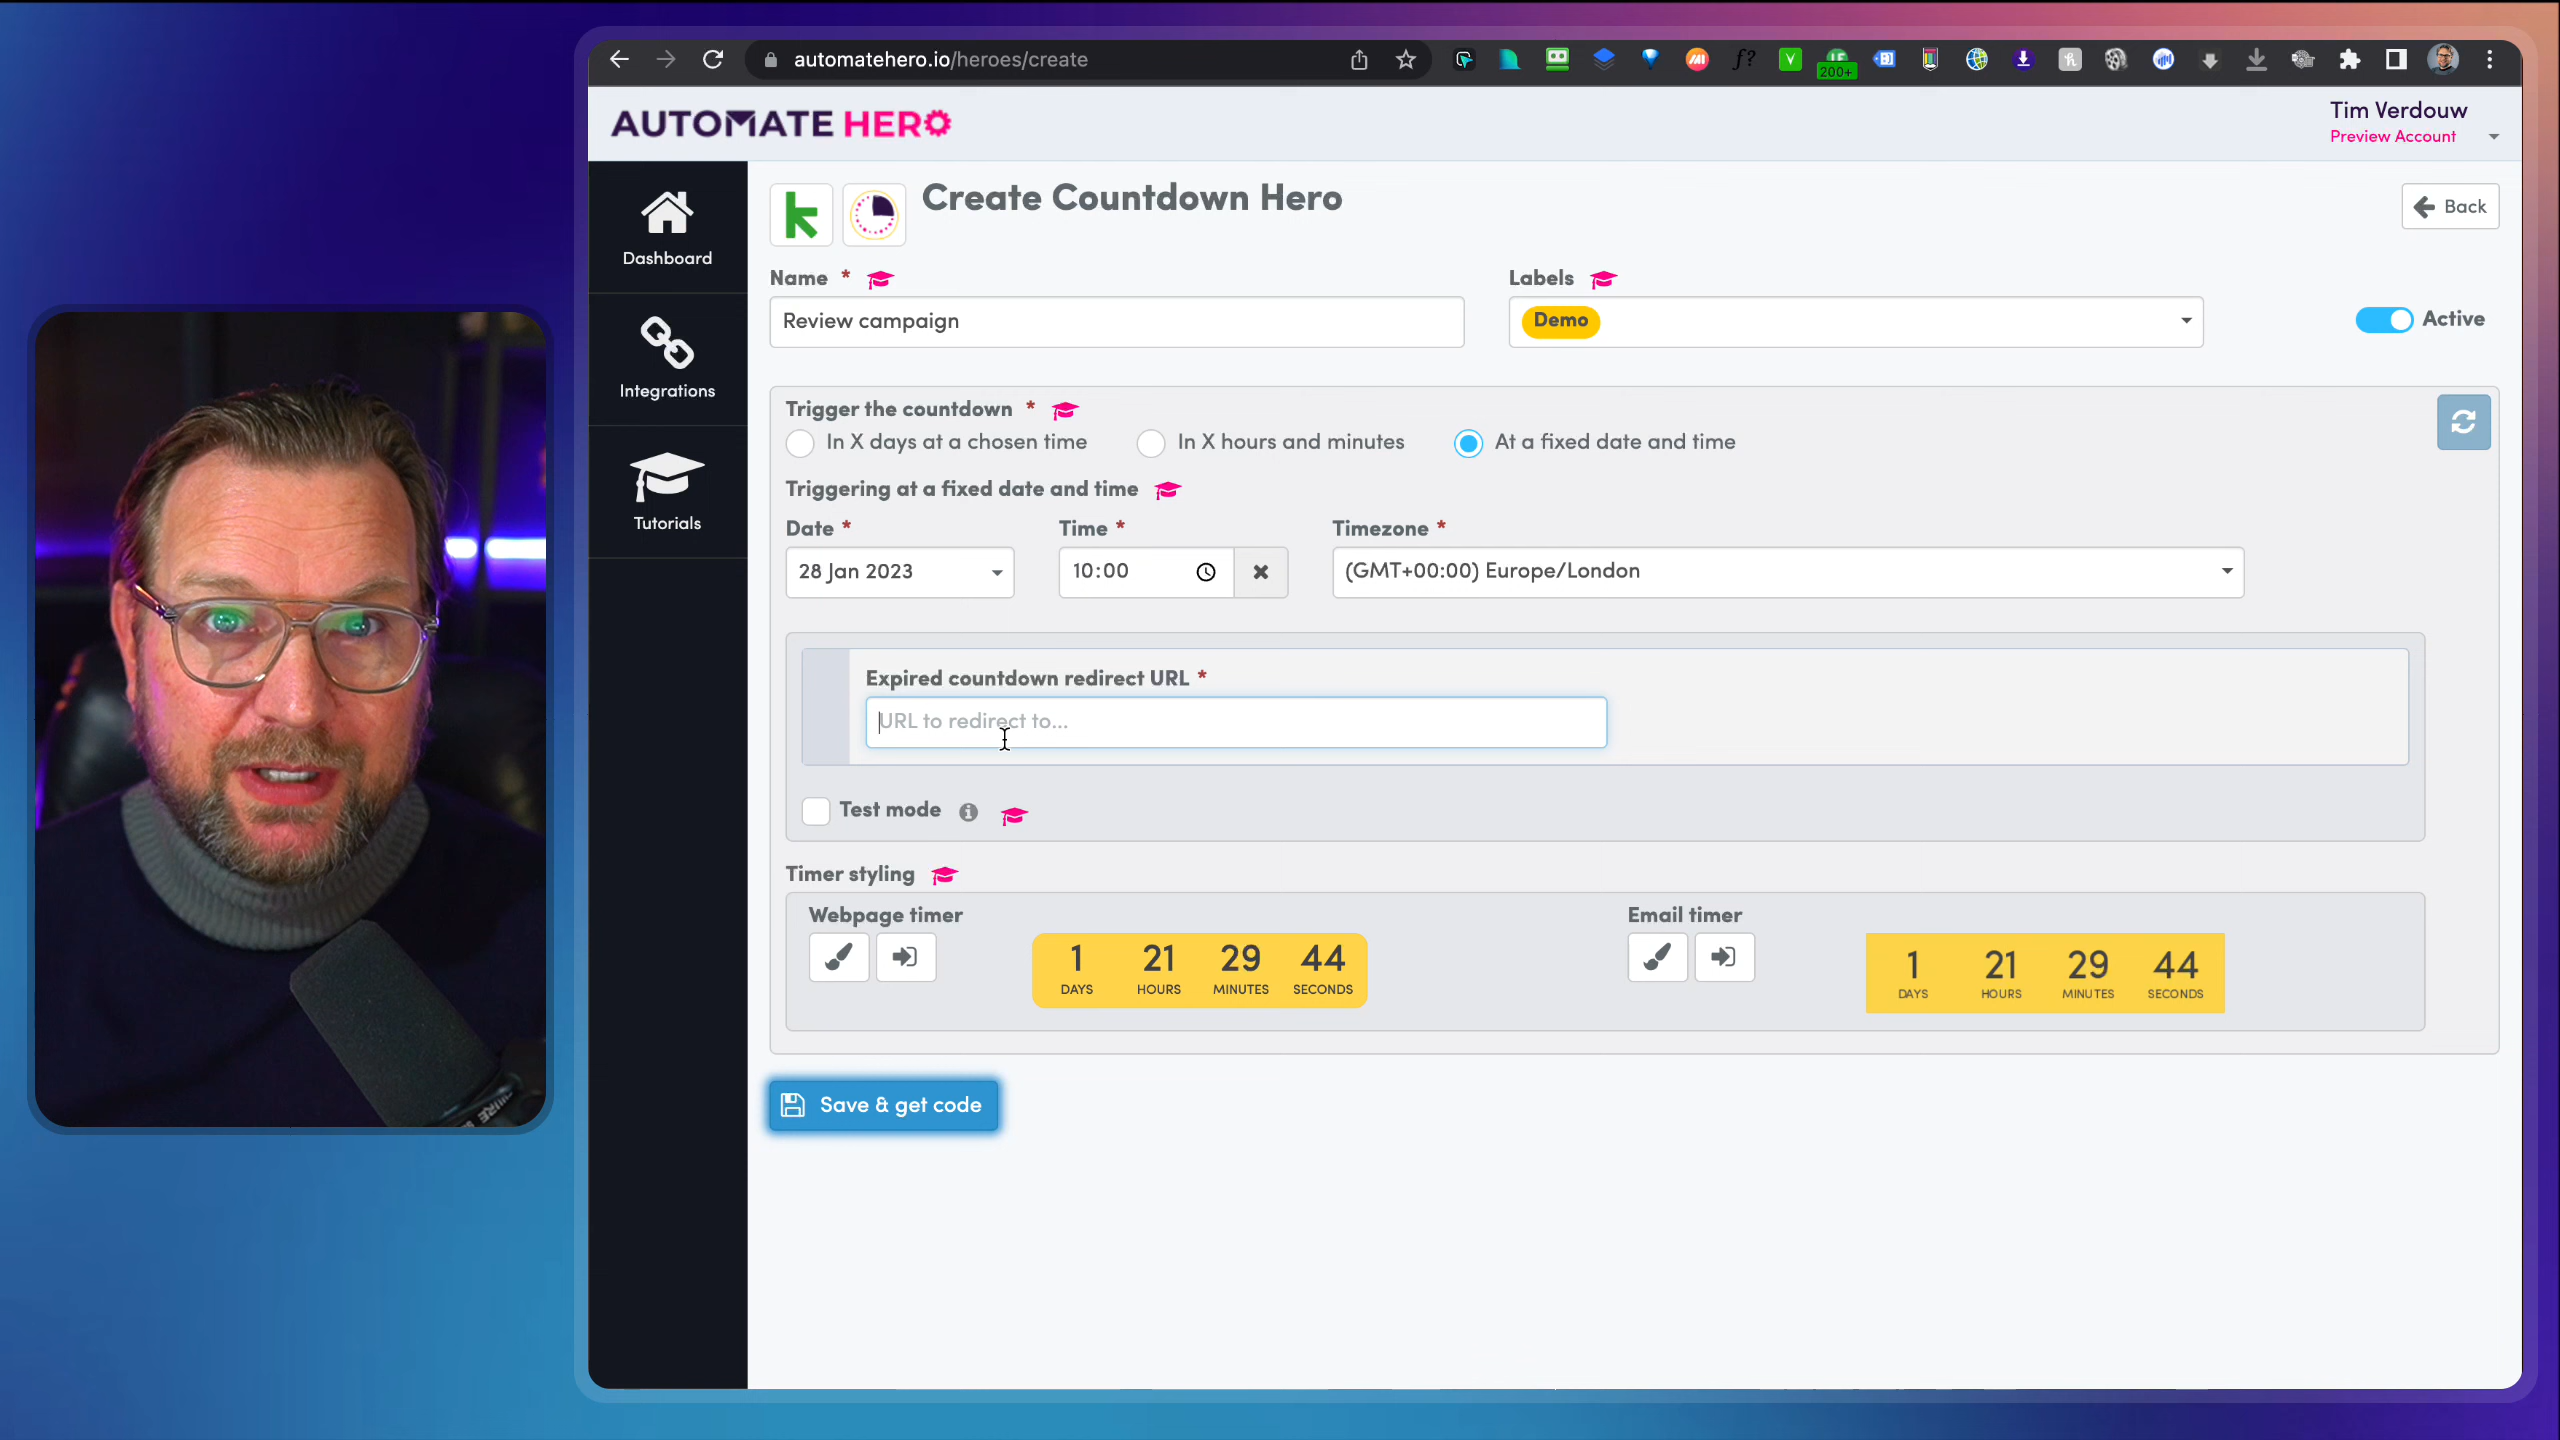 automatehero.io/heroes/create
200+
AUTOMATE HERO
Tim Verdouw
Preview Account
Dashboard
Integrations
Tutorials
Create Countdown Hero
Back
Name *
Labels
Review campaign
Demo
Active
Trigger the countdown *
In X days at a chosen time
In X hours and minutes
At a fixed date and time
Triggering at a fixed date and time
Date *
Time *
Timezone *
28 Jan 2023
10:00
(GMT+00:00) Europe/London
Expired countdown redirect URL *
URL to redirect to...
Test mode
Timer styling
Webpage timer
Email timer
1 21 29 44
DAYS HOURS MINUTES SECONDS
1 21 29 44
DAYS HOURS MINUTES SECONDS
Save & get code